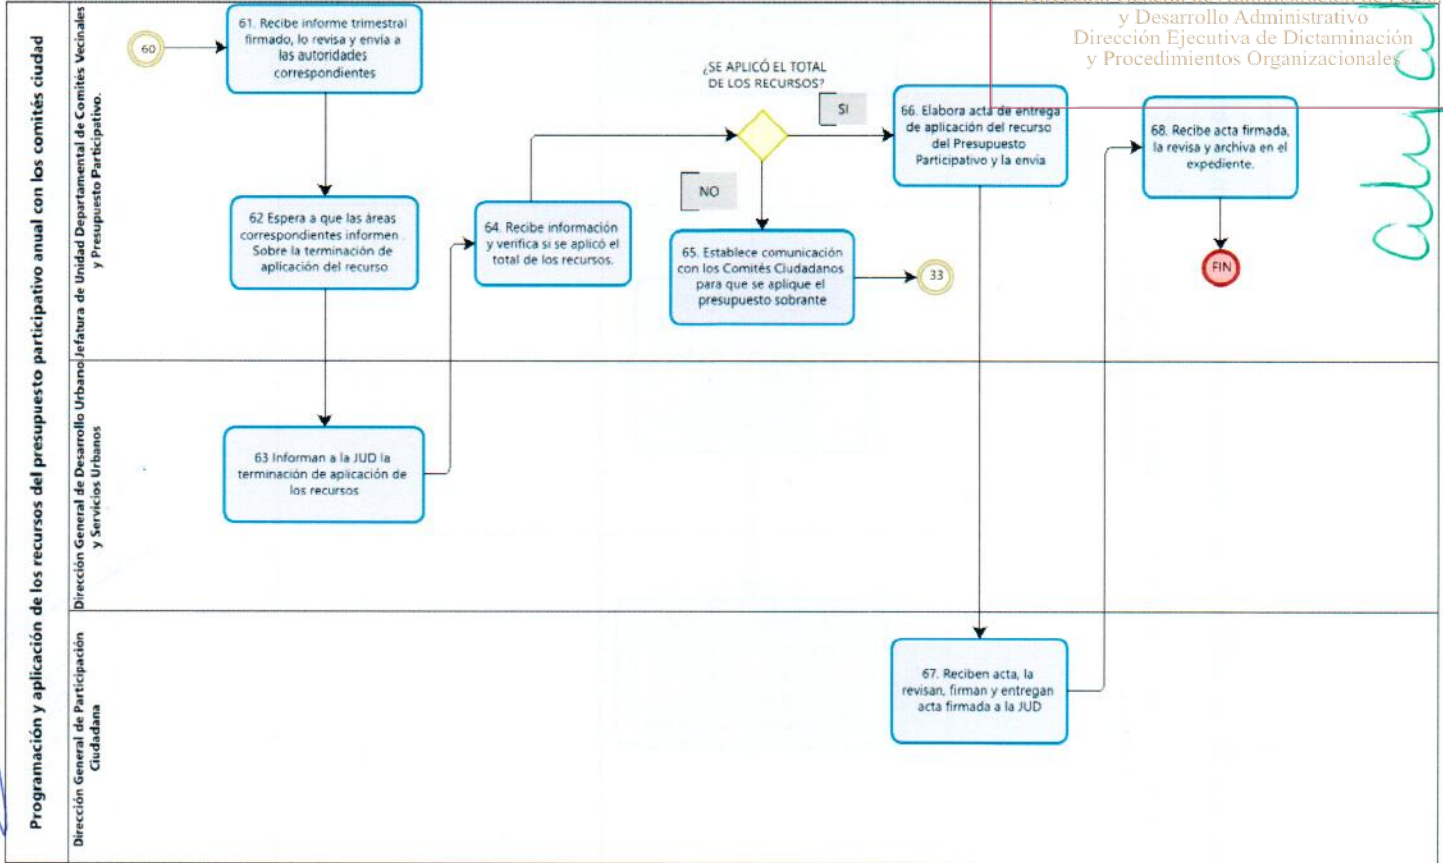 Programación y aplicación de los recursos del presupuesto participativo anual con los comités ciudad
Jefatura de Unidad Departamental de Comités Vecinales
y Presupuesto Participativo.
Dirección General de Desarrollo Urbano
y Servicios Urbanos
Dirección General de Participación
Ciudadana
y Desarrollo Administrativo
Dirección Ejecutiva de Dictaminación
y Procedimientos Organizacionales
60
61. Recibe informe trimestral
firmado, lo revisa y envía a
las autoridades
correspondientes
62 Espera a que las áreas
correspondientes informen .
Sobre la terminación de
aplicación del recurso
63 Informan a la JUD la
terminación de aplicación de
los recursos
64. Recibe información
y verifica si se aplicó el
total de los recursos.
¿SE APLICÓ EL TOTAL
DE LOS RECURSOS?
SI
NO
65. Establece comunicación
con los Comités Ciudadanos
para que se aplique el
presupuesto sobrante
33
66. Elabora acta de entrega
de aplicación del recurso
del Presupuesto
Participativo y la envía
67. Reciben acta, la
revisan, firman y entregan
acta firmada a la JUD
68. Recibe acta firmada,
la revisa y archiva en el
expediente.
FIN